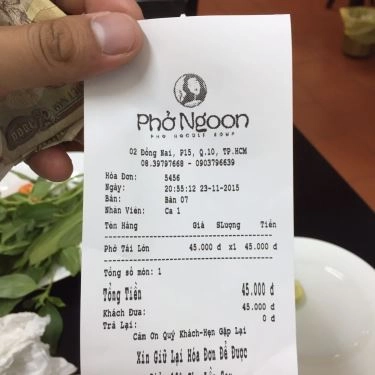 Phở Ngoon
PHO NOODLE SOUP
02 Đồng Nai, P15, Q.10, TP.HCM
08.39797668 - 0903796639
Hóa Đơn: 5456
Ngày: 20:55:12 23-11-2015
Bàn: Bàn 07
Nhân Viên: Ca 1
Tên Hàng Giá SLượng Tiền
Phở Tái Lớn 45.000 đ x1 45.000 đ
Tổng số món: 1
Tổng Tiền 45.000 đ
Khách Đưa: 45.000 đ
Trả Lại: 0 đ
Cảm Ơn Quý Khách-Hẹn Gặp Lại
Xin Giữ Lại Hóa Đơn Để Được